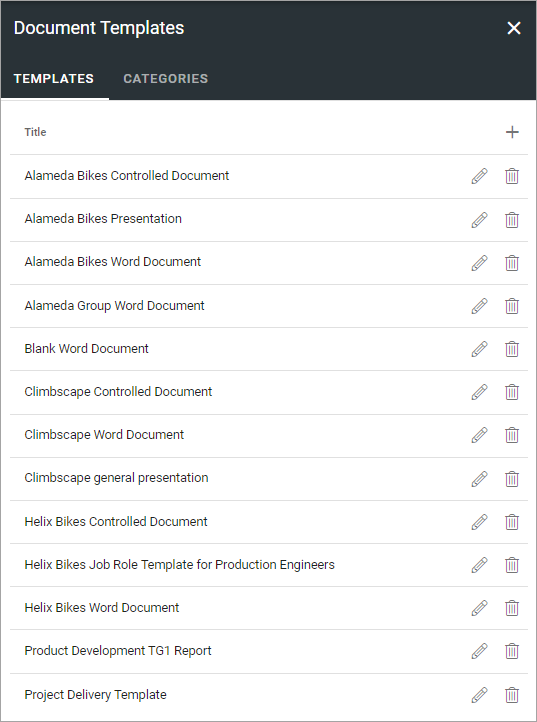 Document Templates
TEMPLATES CATEGORIES
Title
Alameda Bikes Controlled Document
Alameda Bikes Presentation
Alameda Bikes Word Document
Alameda Group Word Document
Blank Word Document
Climbscape Controlled Document
Climbscape Word Document
Climbscape general presentation
Helix Bikes Controlled Document
Helix Bikes Job Role Template for Production Engineers
Helix Bikes Word Document
Product Development TG1 Report
Project Delivery Template